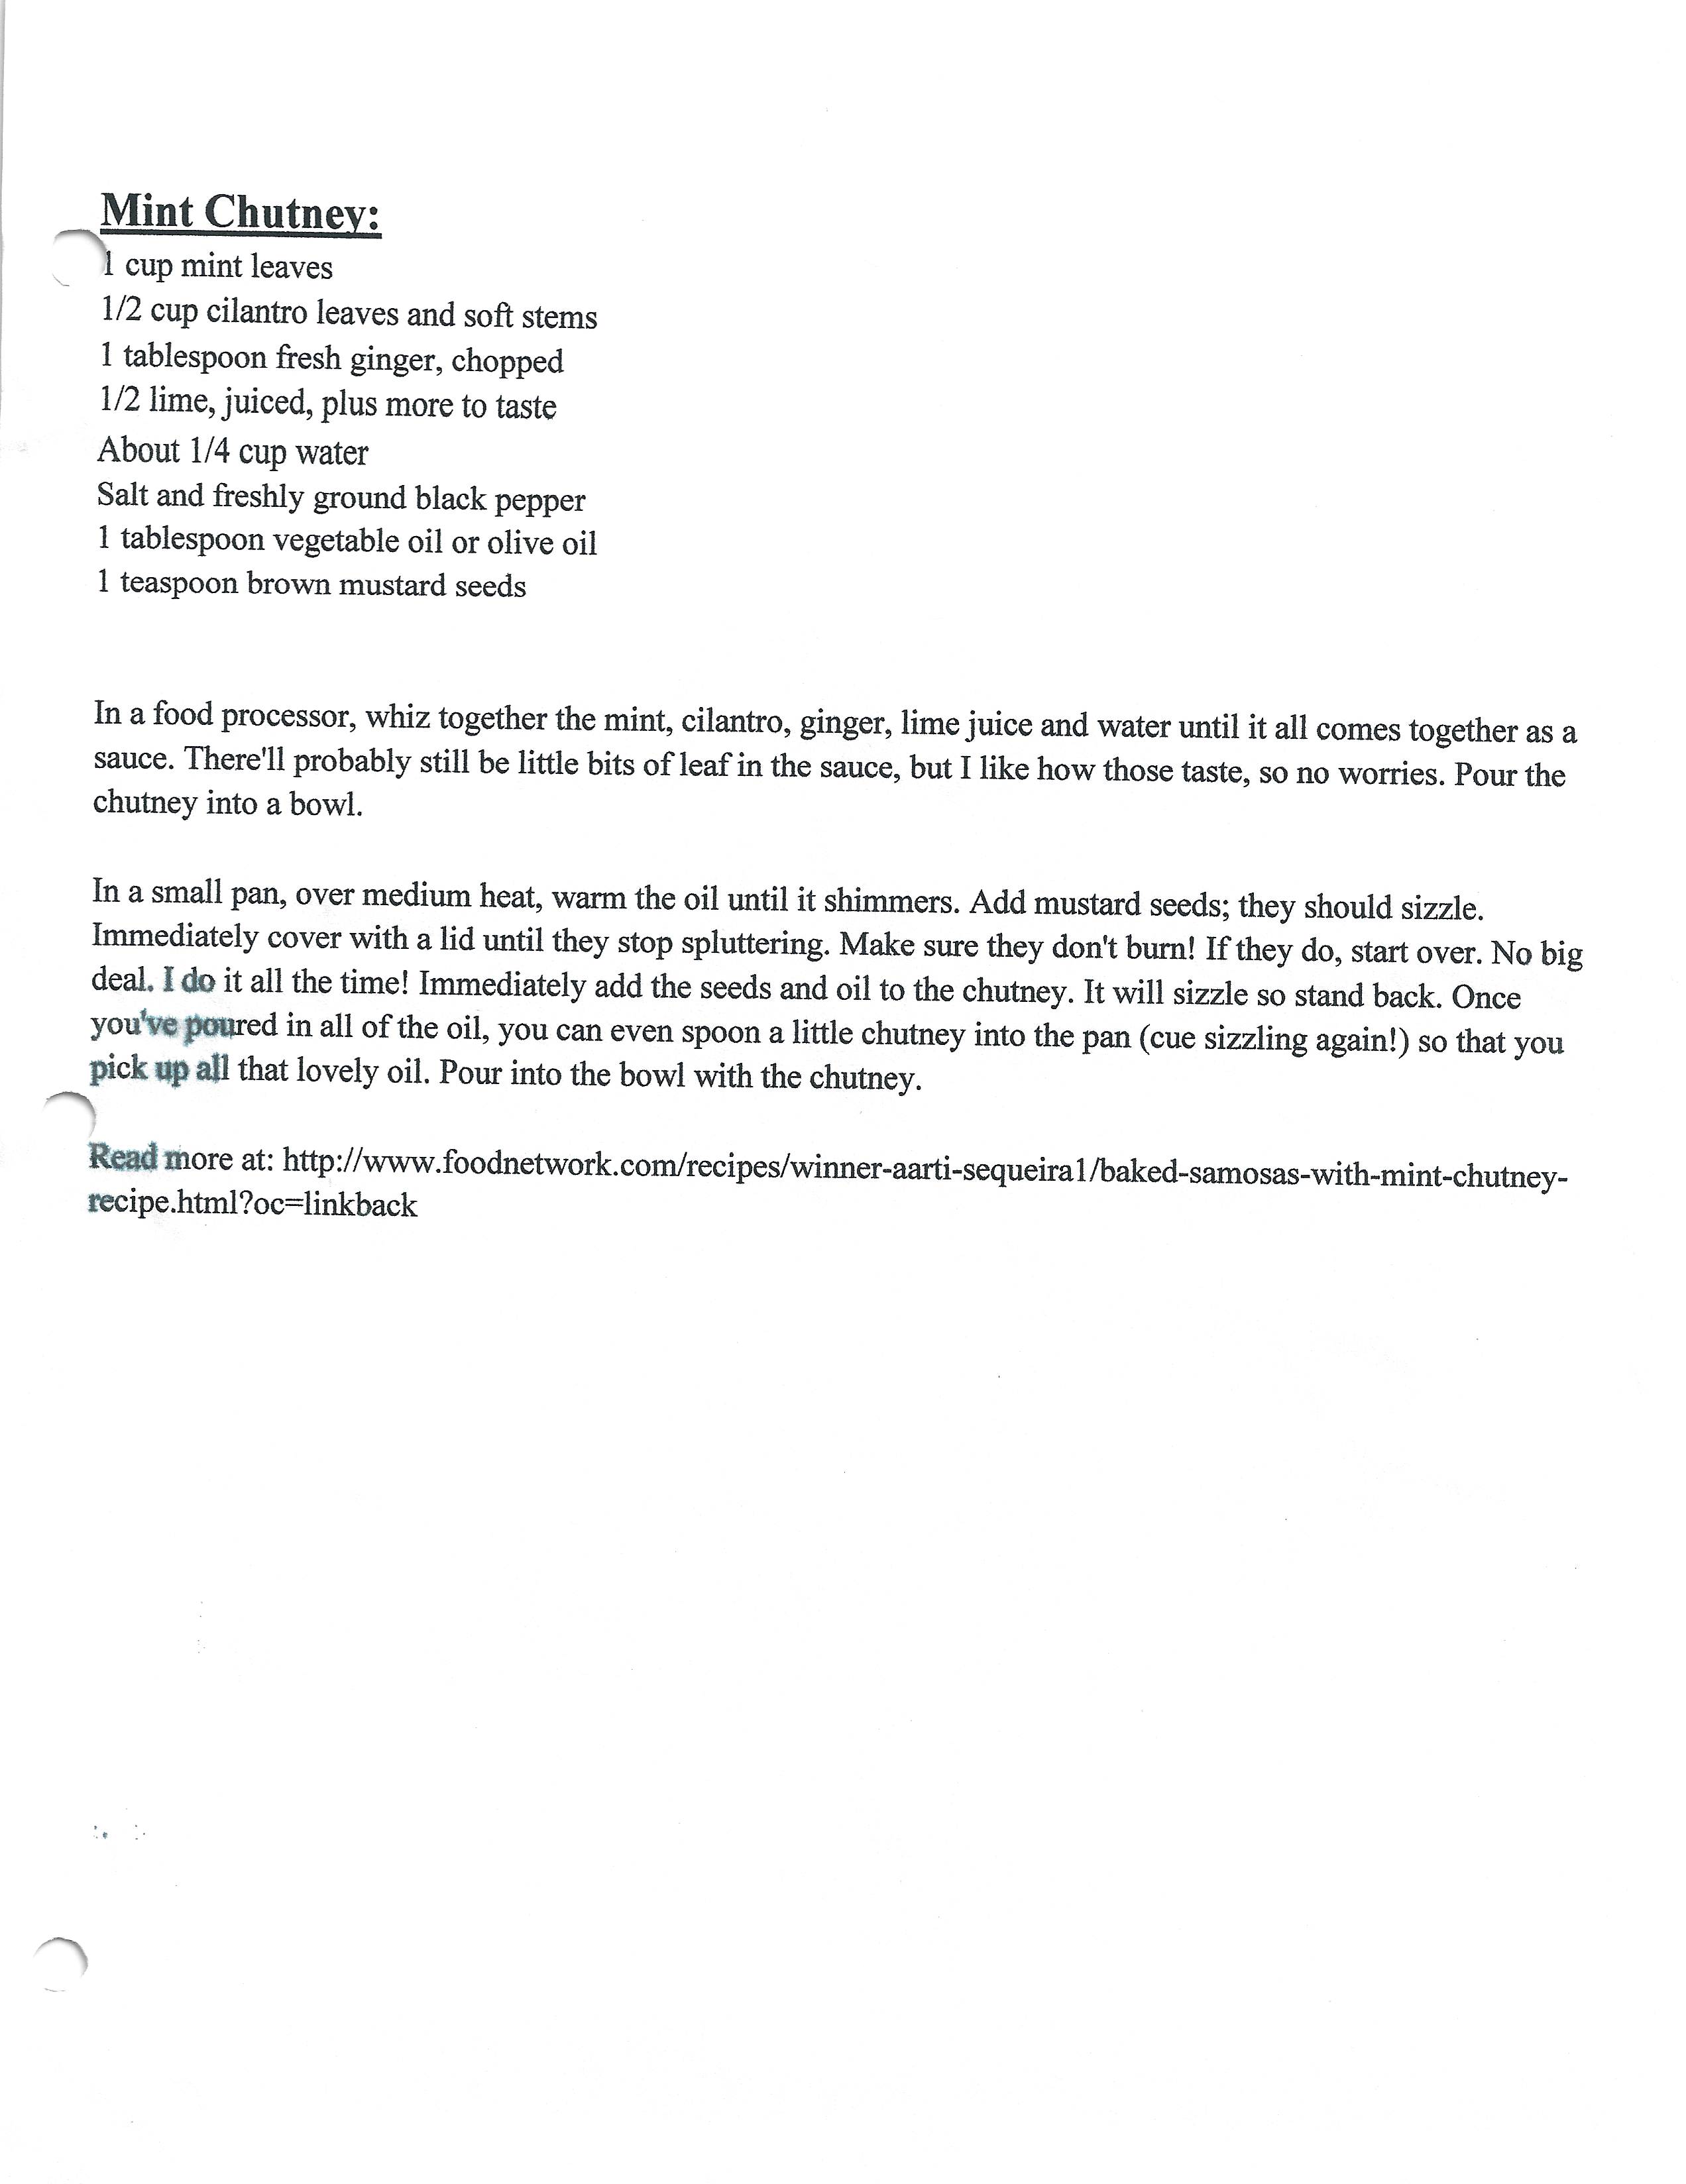 Mint Chutney:
1 cup mint leaves
1/2 cup cilantro leaves and soft stems
1 tablespoon fresh ginger, chopped
1/2 lime, juiced, plus more to taste
About 1/4 cup water
Salt and freshly ground black pepper
1 tablespoon vegetable oil or olive oil
1 teaspoon brown mustard seeds
In a food processor, whiz together the mint, cilantro, ginger, lime juice and water until it all comes together as a
sauce. There'll probably still be little bits of leaf in the sauce, but I like how those taste, so no worries. Pour the
chutney into a bowl.
In a small pan, over medium heat, warm the oil until it shimmers. Add mustard seeds; they should sizzle.
Immediately cover with a lid until they stop spluttering. Make sure they don't burn! If they do, start over. No big
deal. I do it all the time! Immediately add the seeds and oil to the chutney. It will sizzle so stand back. Once
you've poured in all of the oil, you can even spoon a little chutney into the pan (cue sizzling again!) so that you
pick up all that lovely oil. Pour into the bowl with the chutney.
Read more at: http://www.foodnetwork.com/recipes/winner-aarti-sequeira1/baked-samosas-with-mint-chutney-
recipe.html?oc=linkback